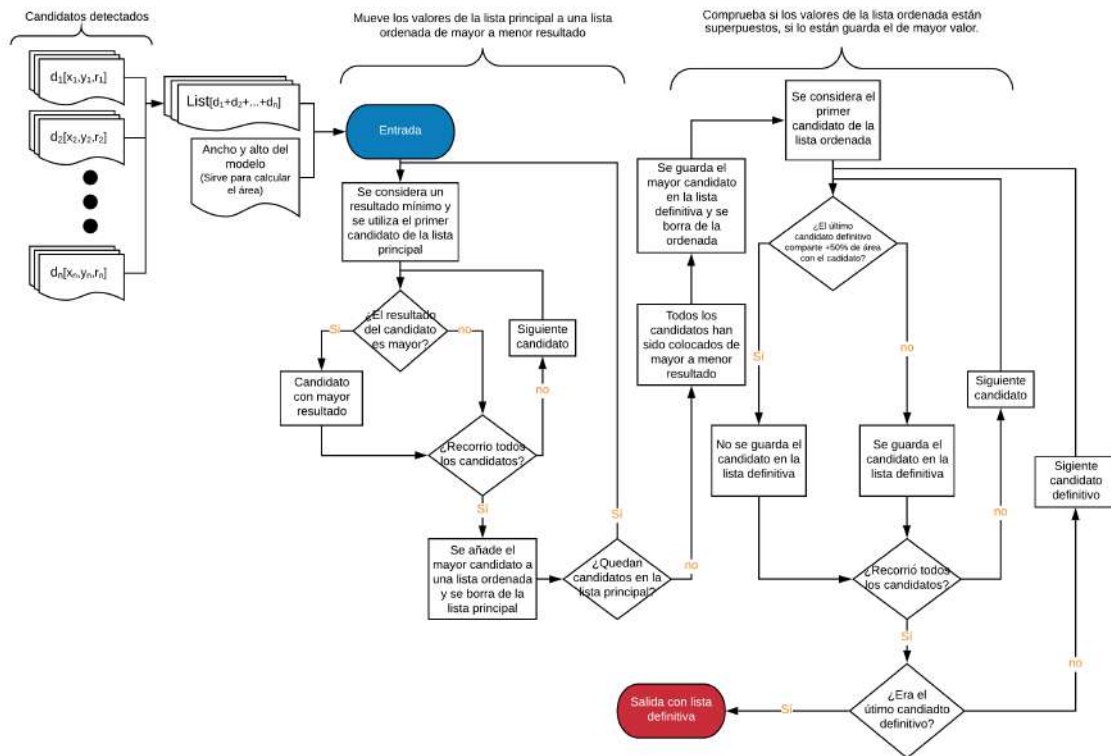 Candidatos detectados
d1[x1,y1,r1]
d2[x2,y2,r2]
dn[xn,yn,rn]
List[d1+d2+...+dn]
Ancho y alto del
modelo
(Sirve para calcular
el área)
Mueve los valores de la lista principal a una lista
ordenada de mayor a menor resultado
Entrada
Se considera un
resultado mínimo y
se utiliza el primer
candidato de la lista
principal
¿El resultado
del candidato
es mayor?
Sí
no
Candidato
con mayor
resultado
Siguiente
candidato
no
¿Recorrio todos
los candidatos?
Sí
Se añade el
mayor candidato a
una lista ordenada
y se borra de la
lista principal
¿Quedan
candidatos en la
lista principal?
Sí
no
Todos los
candidatos han
sido colocados de
mayor a menor
resultado
Se guarda el
mayor candidato
en la lista
definitiva y se
borra de la
ordenada
Comprueba si los valores de la lista ordenada están
superpuestos, si lo están guarda el de mayor valor.
Se considera el
primer
candidato de la
lista ordenada
¿El último
candidato definitivo
comparte +50% de área
con el cadidato?
Sí
no
No se guarda el
candidato en la
lista definitiva
Se guarda el
candidato en la
lista definitiva
Siguiente
candidato
no
Sigiente
candidato
definitivo
no
¿Recorrió todos
los candidatos?
Sí
¿Era el
útimo candiadto
definitivo?
Sí
Salida con lista
definitiva